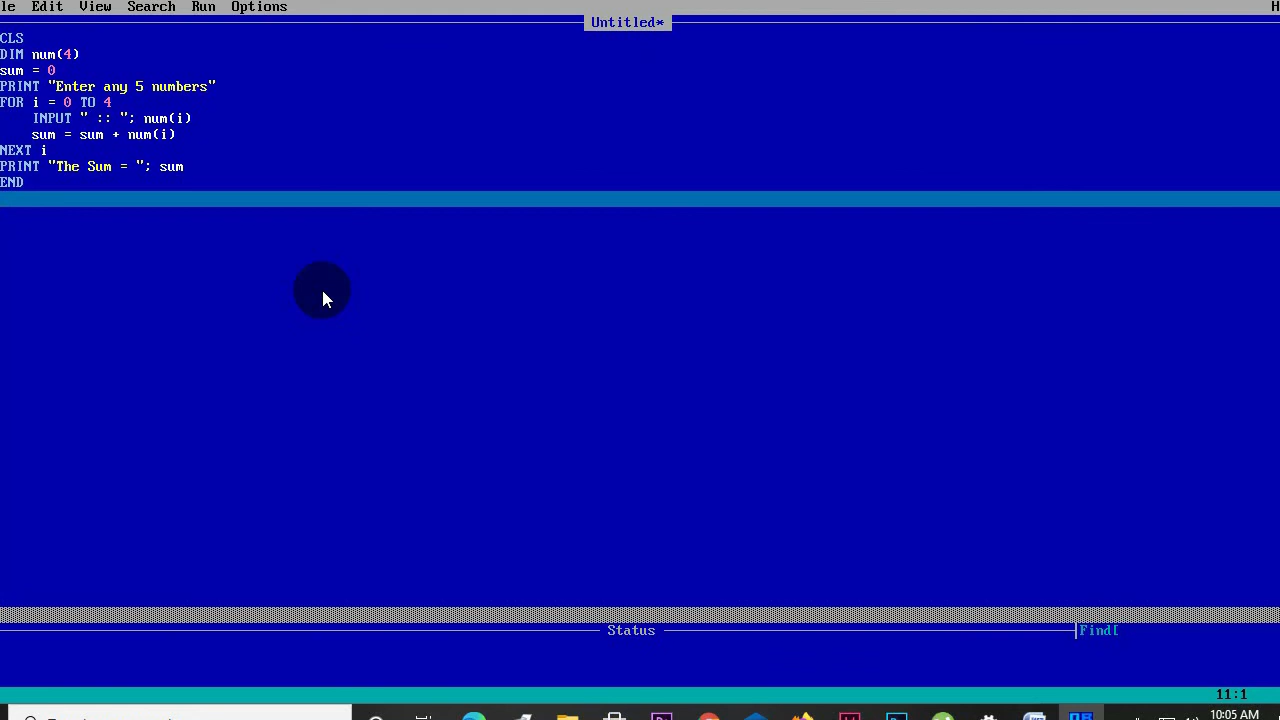 le Edit View Search Run Options H
Untitled*
CLS
DIM num(4)
sum = 0
PRINT "Enter any 5 numbers"
FOR i = 0 TO 4
    INPUT " :: "; num(i)
    sum = sum + num(i)
NEXT i
PRINT "The Sum = "; sum
END
Status
Find[
11:1
10:05 AM